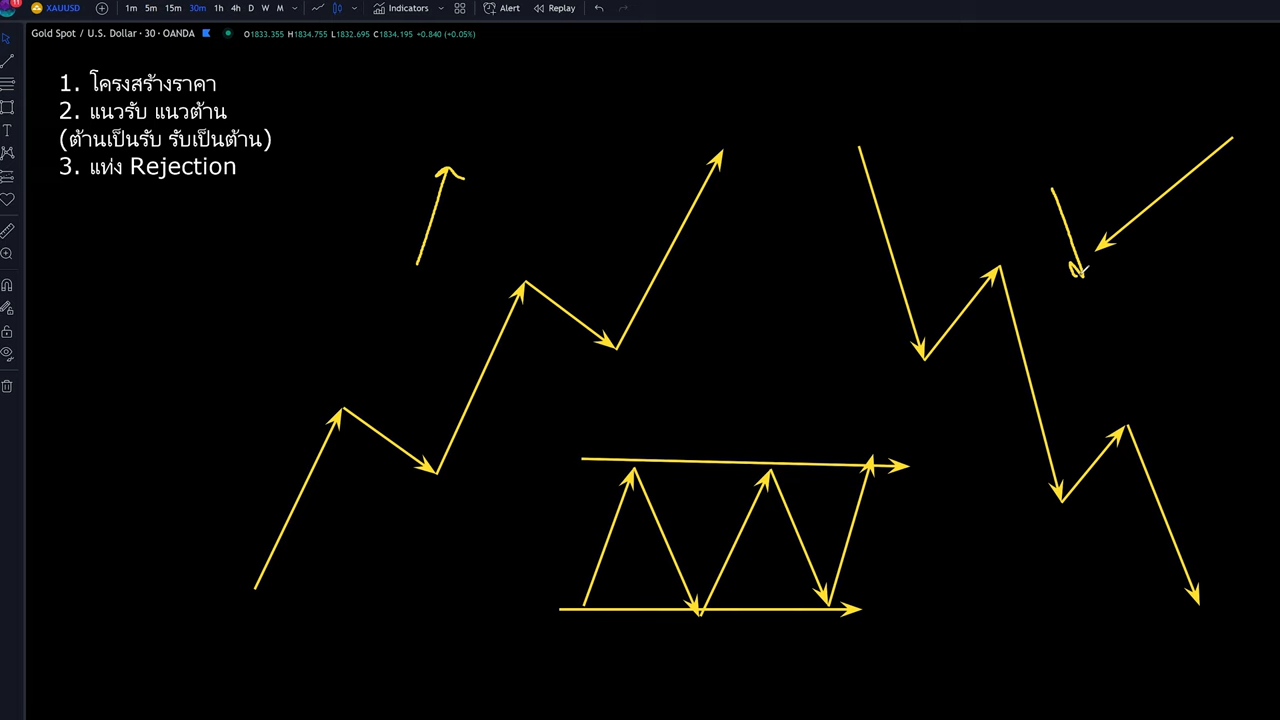 11
XAUUSD 1m 5m 15m 30m 1h 4h D W M Indicators Alert Replay
Gold Spot / U.S. Dollar · 30 · OANDA O1833.355 H1834.755 L1832.695 C1834.195 +0.840 (+0.05%)
1. โครงสร้างราคา
2. แนวรับ แนวต้าน
(ต้านเป็นรับ รับเป็นต้าน)
3. แท่ง Rejection